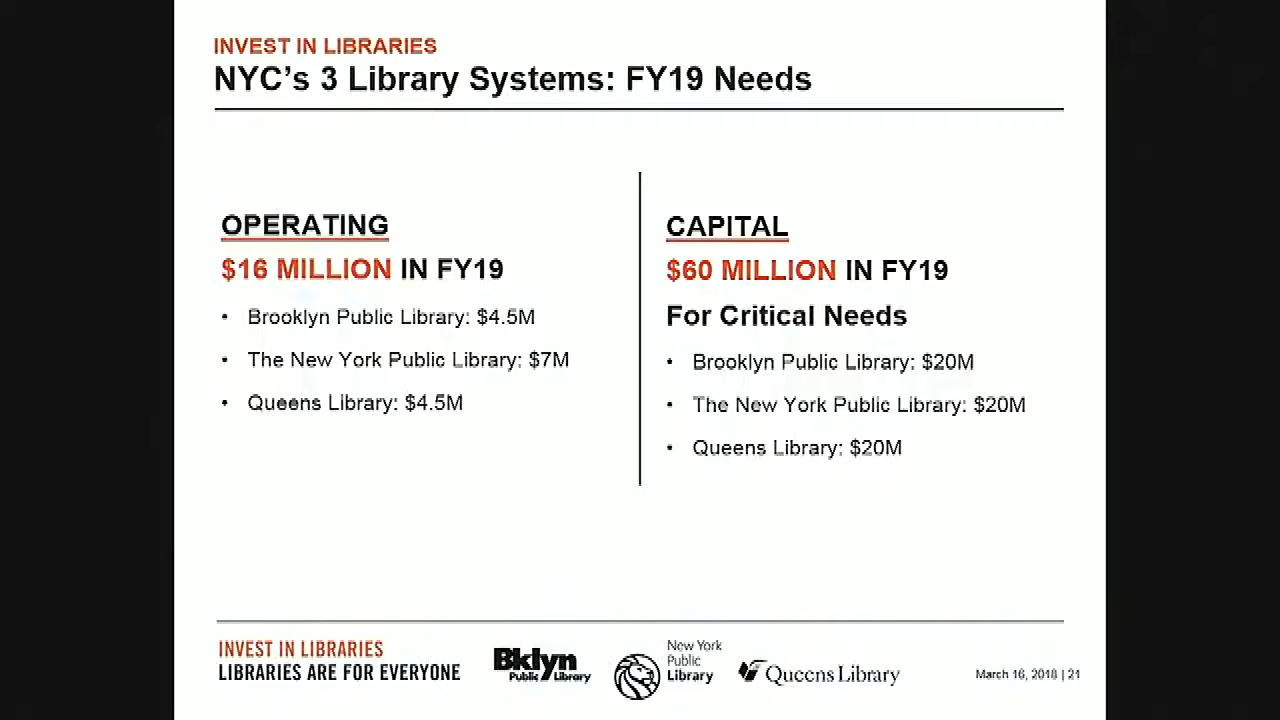 INVEST IN LIBRARIES
NYC’s 3 Library Systems: FY19 Needs
OPERATING
$16 MILLION IN FY19
• Brooklyn Public Library: $4.5M
• The New York Public Library: $7M
• Queens Library: $4.5M
CAPITAL
$60 MILLION IN FY19
For Critical Needs
• Brooklyn Public Library: $20M
• The New York Public Library: $20M
• Queens Library: $20M
INVEST IN LIBRARIES
LIBRARIES ARE FOR EVERYONE
Bklyn
Public Library
New York
Public
Library
Queens Library
March 16, 2018 | 21